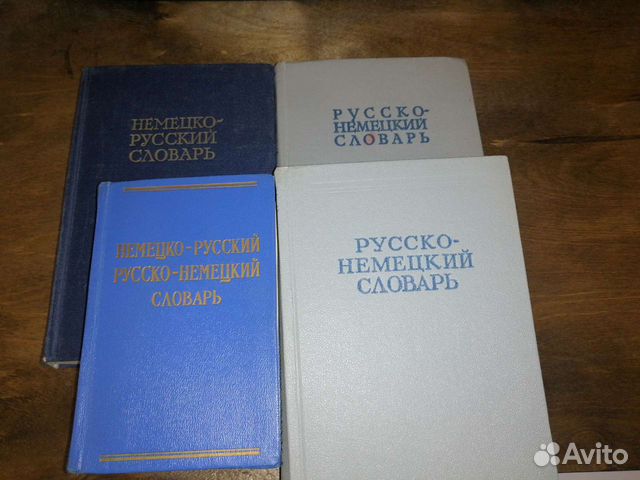 НЕМЕЦКО-
РУССКИЙ
СЛОВАРЬ
РУССКО-
НЕМЕЦКИЙ
СЛОВАРЬ
НЕМЕЦКО-РУССКИЙ
РУССКО-НЕМЕЦКИЙ
СЛОВАРЬ
РУССКО-
НЕМЕЦКИЙ
СЛОВАРЬ
Avito